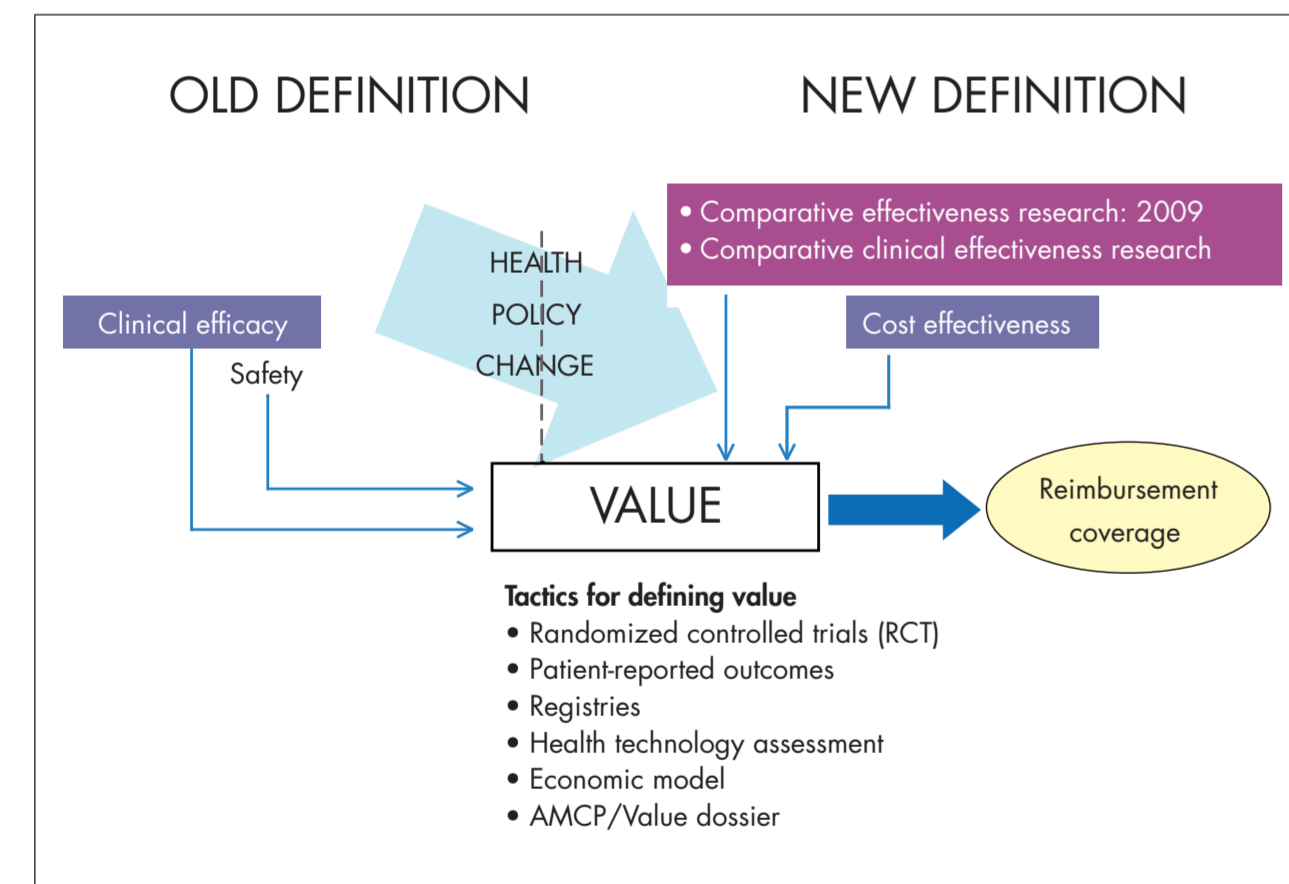 OLD DEFINITION
NEW DEFINITION
• Comparative effectiveness research: 2009
• Comparative clinical effectiveness research
HEALTH
POLICY
CHANGE
Clinical efficacy
Safety
Cost effectiveness
VALUE
Reimbursement
coverage
Tactics for defining value
• Randomized controlled trials (RCT)
• Patient-reported outcomes
• Registries
• Health technology assessment
• Economic model
• AMCP/Value dossier